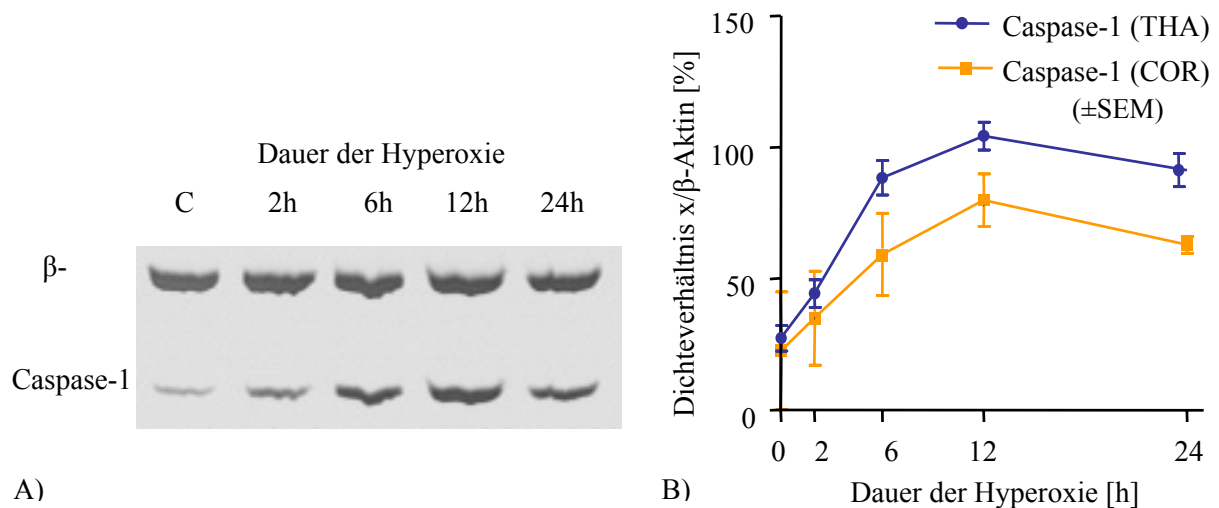 Dauer der Hyperoxie
C 2h 6h 12h 24h
β-
Caspase-1
A)
Caspase-1 (THA)
Caspase-1 (COR)
(±SEM)
Dichteverhältnis x/β-Aktin [%]
150
100
50
0
0 2 6 12 24
Dauer der Hyperoxie [h]
B)